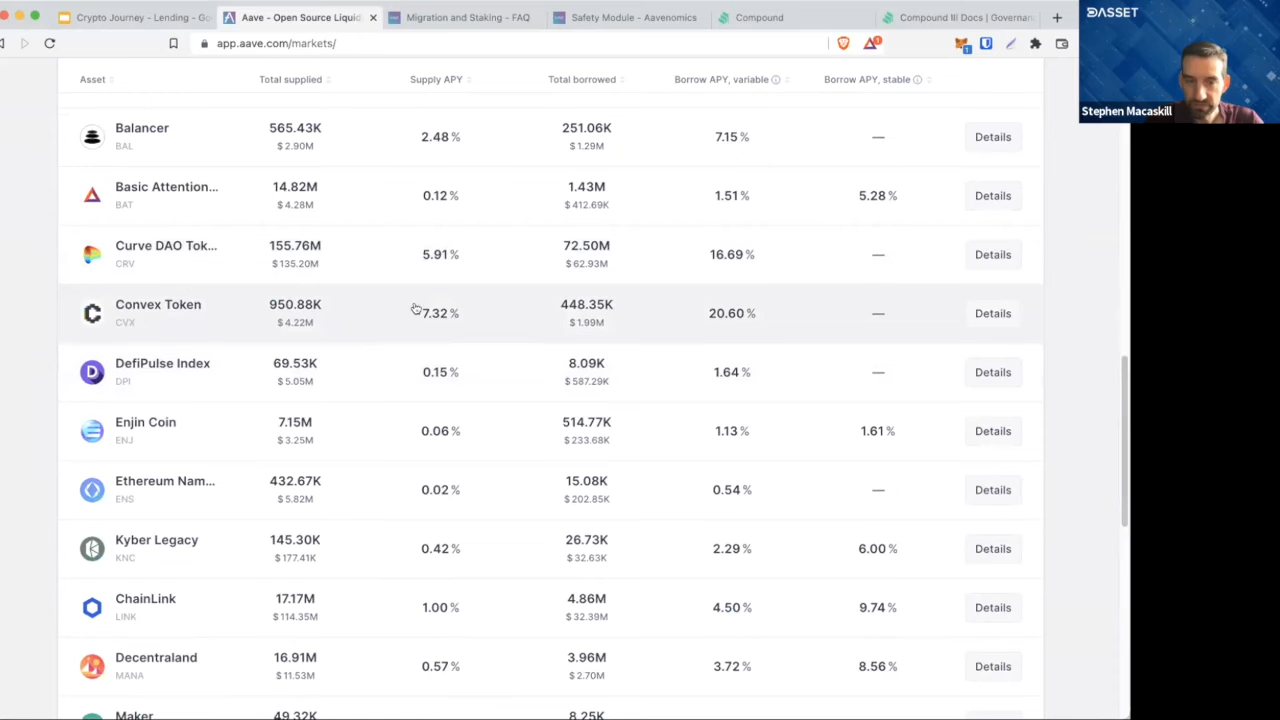 Crypto Journey - Lending - Go
Aave - Open Source Liquid
Migration and Staking - FAQ
Safety Module - Aavenomics
Compound
Compound III Docs | Governan
app.aave.com/markets/
1
1
DASSET
Stephen Macaskill
Asset Total supplied Supply APY Total borrowed Borrow APY, variable Borrow APY, stable
Balancer 565.43K 2.48 % 251.06K 7.15 % — Details
BAL $ 2.90M $ 1.29M
Basic Attention... 14.82M 0.12 % 1.43M 1.51 % 5.28 % Details
BAT $ 4.28M $ 412.69K
Curve DAO Tok... 155.76M 5.91 % 72.50M 16.69 % — Details
CRV $ 135.20M $ 62.93M
Convex Token 950.88K 7.32 % 448.35K 20.60 % — Details
CVX $ 4.22M $ 1.99M
DefiPulse Index 69.53K 0.15 % 8.09K 1.64 % — Details
DPI $ 5.05M $ 587.29K
Enjin Coin 7.15M 0.06 % 514.77K 1.13 % 1.61 % Details
ENJ $ 3.25M $ 233.68K
Ethereum Nam... 432.67K 0.02 % 15.08K 0.54 % — Details
ENS $ 5.82M $ 202.85K
Kyber Legacy 145.30K 0.42 % 26.73K 2.29 % 6.00 % Details
KNC $ 177.41K $ 32.63K
ChainLink 17.17M 1.00 % 4.86M 4.50 % 9.74 % Details
LINK $ 114.35M $ 32.39M
Decentraland 16.91M 0.57 % 3.96M 3.72 % 8.56 % Details
MANA $ 11.53M $ 2.70M
Maker 49.32K 8.25K